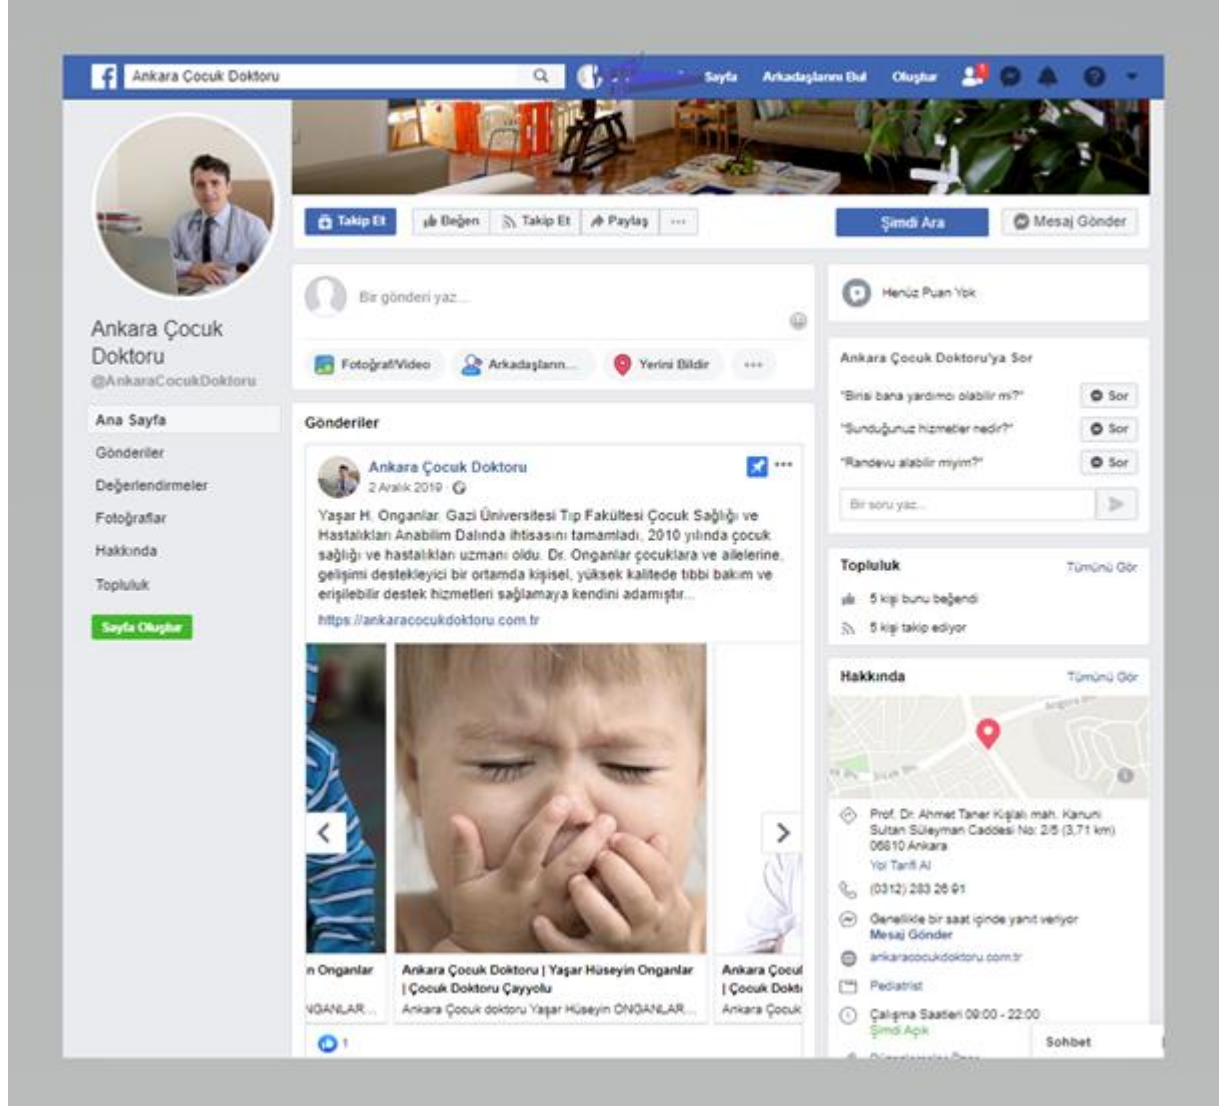 Ankara Çocuk Doktoru
Sayfa
Arkadaşlarını Bul
Oluştur
Ankara Çocuk
Doktoru
@AnkaraCocukDoktoru
Ana Sayfa
Gönderiler
Değerlendirmeler
Fotoğraflar
Hakkında
Topluluk
Sayfa Oluştur
Takip Et
Beğen
Takip Et
Paylaş
Şimdi Ara
Mesaj Gönder
Bir gönderi yaz...
Fotoğraf/Video
Arkadaşların...
Yerini Bildir
Gönderiler
Ankara Çocuk Doktoru
2 Aralık 2019
Yaşar H. Onganlar, Gazi Üniversitesi Tıp Fakültesi Çocuk Sağlığı ve
Hastalıkları Anabilim Dalında ihtisasını tamamladı, 2010 yılında çocuk
sağlığı ve hastalıkları uzmanı oldu. Dr. Onganlar çocuklara ve ailelerine,
gelişimi destekleyici bir ortamda kişisel, yüksek kalitede tıbbi bakım ve
erişilebilir destek hizmetleri sağlamaya kendini adamıştır...
https://ankaracocukdoktoru.com.tr
n Onganlar
NGANLAR...
Ankara Çocuk Doktoru | Yaşar Hüseyin Onganlar
| Çocuk Doktoru Çayyolu
Ankara Çocuk doktoru Yaşar Hüseyin ONGANLAR...
Ankara Çocu
| Çocuk Dokt
Ankara Çocuk
1
Henüz Puan Yok
Ankara Çocuk Doktoru'ya Sor
"Birisi bana yardımcı olabilir mi?"
Sor
"Sunduğunuz hizmetler nedir?"
Sor
"Randevu alabilir miyim?"
Sor
Bir soru yaz...
Topluluk
Tümünü Gör
5 kişi bunu beğendi
5 kişi takip ediyor
Hakkında
Tümünü Gör
Prof. Dr. Ahmet Taner Kışlalı mah. Kanuni
Sultan Süleyman Caddesi No: 2/5 (3,71 km)
06810 Ankara
Yol Tarifi Al
(0312) 283 26 91
Genellikle bir saat içinde yanıt veriyor
Mesaj Gönder
ankaracocukdoktoru.com.tr
Pediatrist
Çalışma Saatleri 09:00 - 22:00
Şimdi Açık
Sohbet